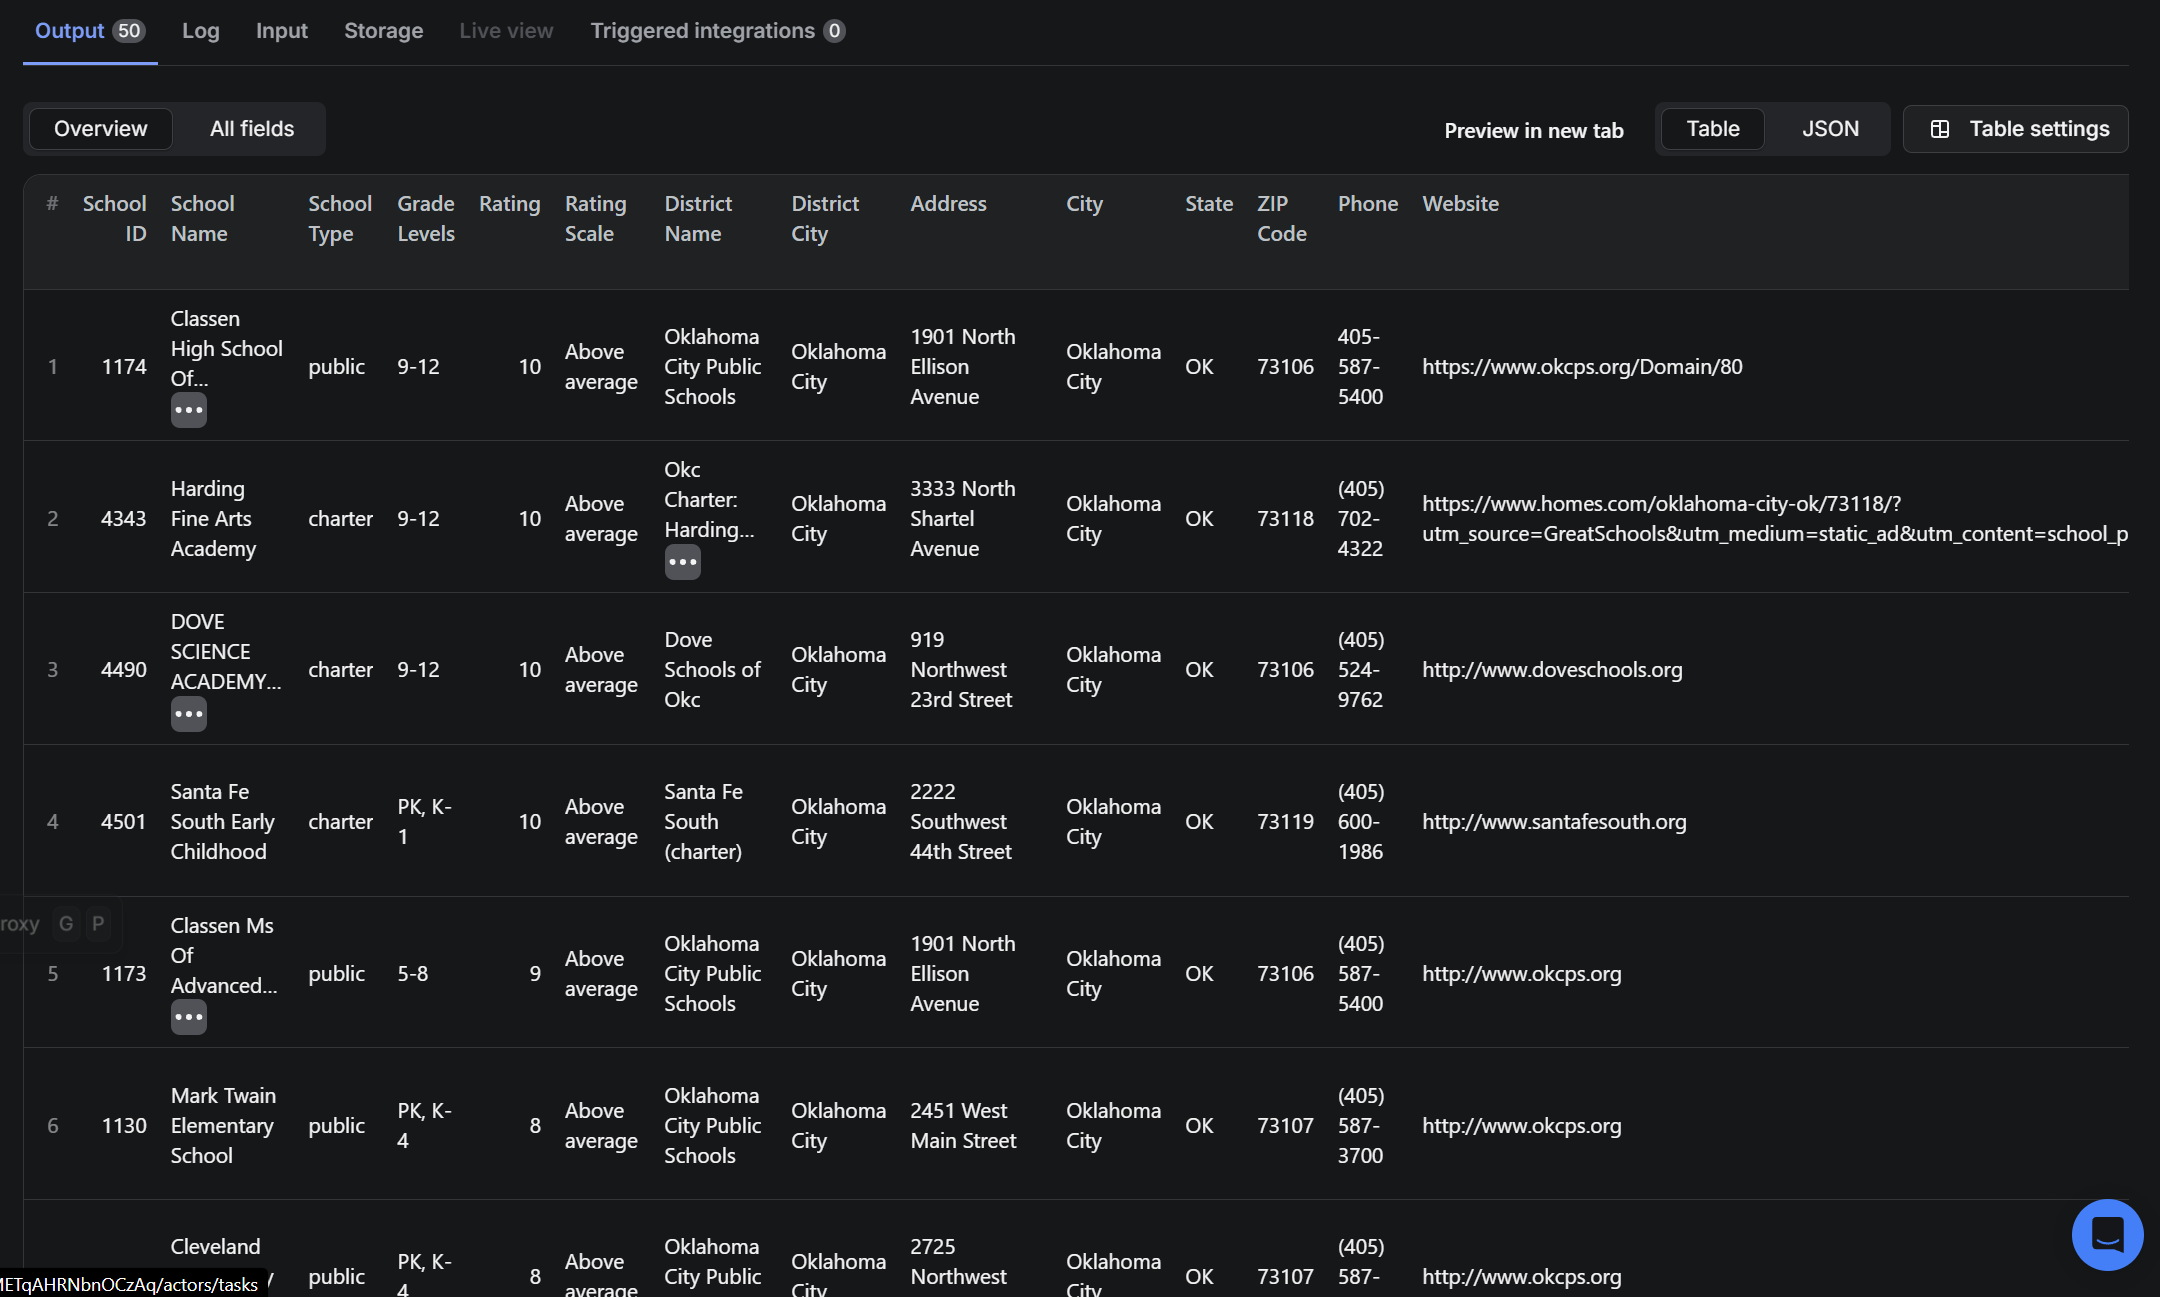 Output 50 Log Input Storage Live view Triggered integrations 0
Overview All fields Preview in new tab Table JSON Table settings
# School ID School Name School Type Grade Levels Rating Rating Scale District Name District City Address City State ZIP Code Phone Website
1 1174 Classen High School Of... public 9-12 10 Above average Oklahoma City Public Schools Oklahoma City 1901 North Ellison Avenue Oklahoma City OK 73106 405-587-5400 https://www.okcps.org/Domain/80
2 4343 Harding Fine Arts Academy charter 9-12 10 Above average Okc Charter: Harding... Oklahoma City 3333 North Shartel Avenue Oklahoma City OK 73118 (405) 702-4322 https://www.homes.com/oklahoma-city-ok/73118/?utm_source=GreatSchools&utm_medium=static_ad&utm_content=school_p
3 4490 DOVE SCIENCE ACADEMY... charter 9-12 10 Above average Dove Schools of Okc Oklahoma City 919 Northwest 23rd Street Oklahoma City OK 73106 (405) 524-9762 http://www.doveschools.org
4 4501 Santa Fe South Early Childhood charter PK, K-1 10 Above average Santa Fe South (charter) Oklahoma City 2222 Southwest 44th Street Oklahoma City OK 73119 (405) 600-1986 http://www.santafesouth.org
roxy G P
5 1173 Classen Ms Of Advanced... public 5-8 9 Above average Oklahoma City Public Schools Oklahoma City 1901 North Ellison Avenue Oklahoma City OK 73106 (405) 587-5400 http://www.okcps.org
6 1130 Mark Twain Elementary School public PK, K-4 8 Above average Oklahoma City Public Schools Oklahoma City 2451 West Main Street Oklahoma City OK 73107 (405) 587-3700 http://www.okcps.org
Cleveland public PK, K-4 8 Above average Oklahoma City Public Oklahoma City 2725 Northwest Oklahoma City OK 73107 (405) 587- http://www.okcps.org
ETqAHRNbnOCzAq/actors/tasks